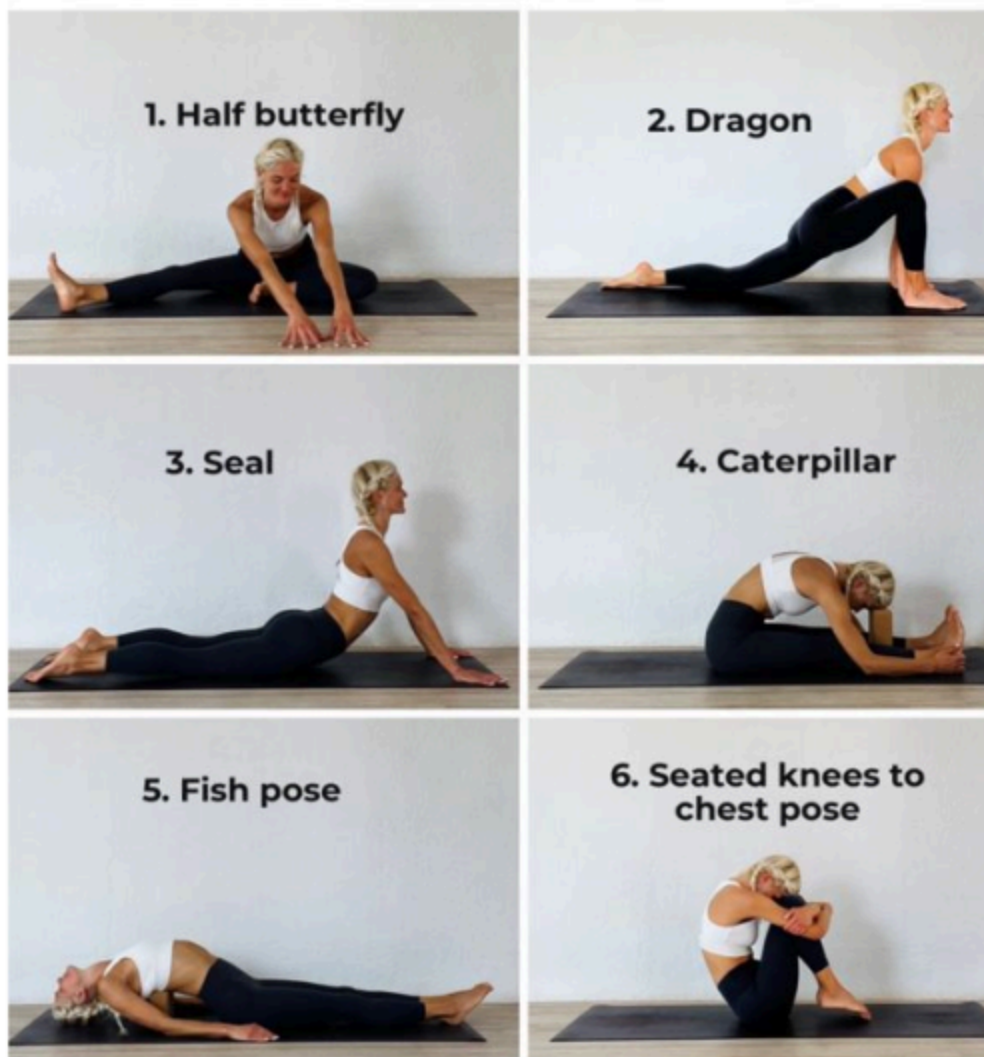 1. Half butterfly
2. Dragon
3. Seal
4. Caterpillar
5. Fish pose
6. Seated knees to
chest pose